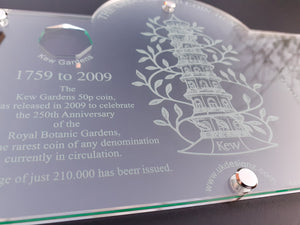 Kew Gardens
1759 to 2009
The
Kew Gardens 50p coin,
was released in 2009 to celebrate
the 250th Anniversary
of the
Royal Botanic Gardens,
rarest coin of any denomination
currently in circulation.
of just 210.000 has been issued.
Kew